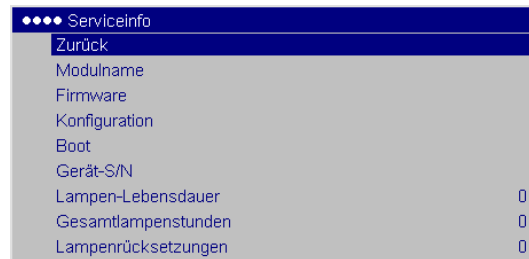 Serviceinfo
Zurück
Modulname
Firmware
Konfiguration
Boot
Gerät-S/N
Lampen-Lebensdauer 0
Gesamtlampenstunden 0
Lampenrücksetzungen 0